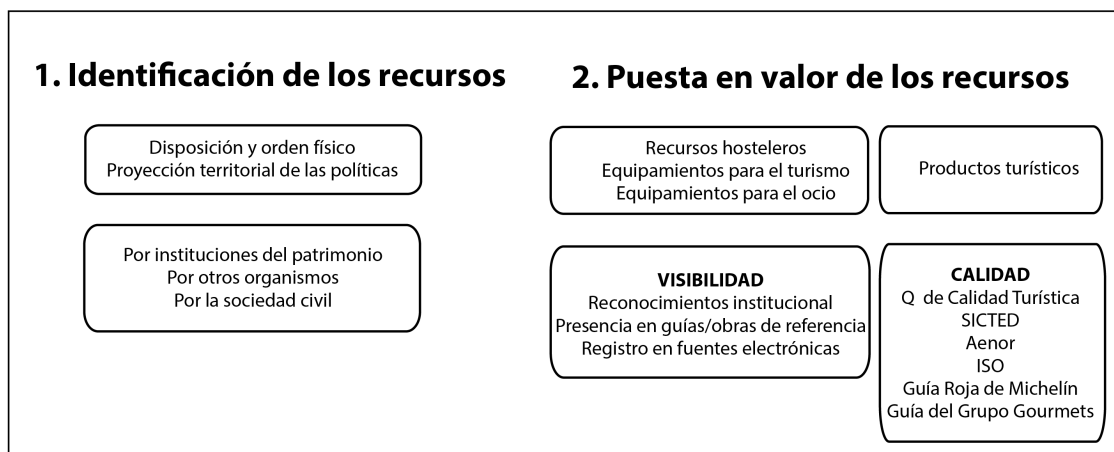 1. Identificación de los recursos
Disposición y orden físico
Proyección territorial de las políticas
Por instituciones del patrimonio
Por otros organismos
Por la sociedad civil
2. Puesta en valor de los recursos
Recursos hosteleros
Equipamientos para el turismo
Equipamientos para el ocio
Productos turísticos
VISIBILIDAD
Reconocimientos institucional
Presencia en guías/obras de referencia
Registro en fuentes electrónicas
CALIDAD
Q de Calidad Turística
SICTED
Aenor
ISO
Guía Roja de Michelín
Guía del Grupo Gourmets